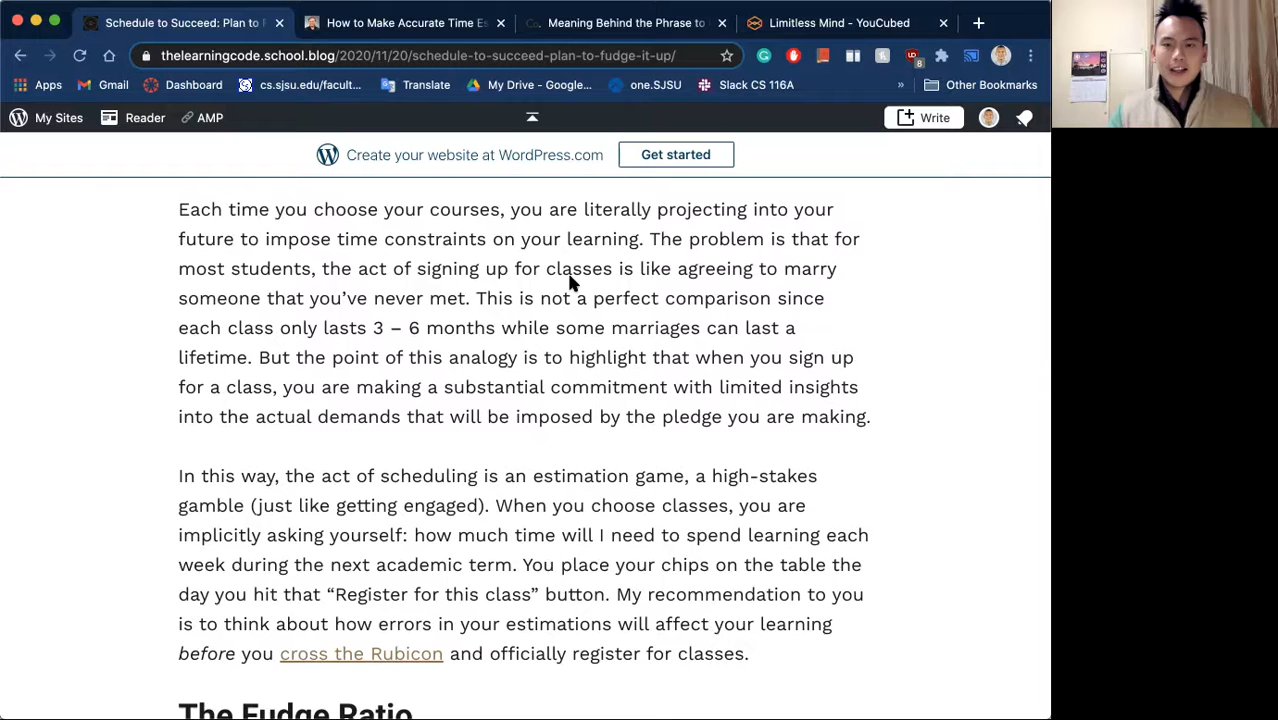 Schedule to Succeed: Plan to F
How to Make Accurate Time Es
Meaning Behind the Phrase to
Limitless Mind - YouCubed
thelearningcode.school.blog/2020/11/20/schedule-to-succeed-plan-to-fudge-it-up/
8
Apps
Gmail
Dashboard
cs.sjsu.edu/facult...
Translate
My Drive - Google...
one.SJSU
Slack CS 116A
»
Other Bookmarks
My Sites
Reader
AMP
Write
Create your website at WordPress.com
Get started
Each time you choose your courses, you are literally projecting into your
future to impose time constraints on your learning. The problem is that for
most students, the act of signing up for classes is like agreeing to marry
someone that you’ve never met. This is not a perfect comparison since
each class only lasts 3 – 6 months while some marriages can last a
lifetime. But the point of this analogy is to highlight that when you sign up
for a class, you are making a substantial commitment with limited insights
into the actual demands that will be imposed by the pledge you are making.
In this way, the act of scheduling is an estimation game, a high-stakes
gamble (just like getting engaged). When you choose classes, you are
implicitly asking yourself: how much time will I need to spend learning each
week during the next academic term. You place your chips on the table the
day you hit that “Register for this class” button. My recommendation to you
is to think about how errors in your estimations will affect your learning
before you cross the Rubicon and officially register for classes.
The Fudge Ratio